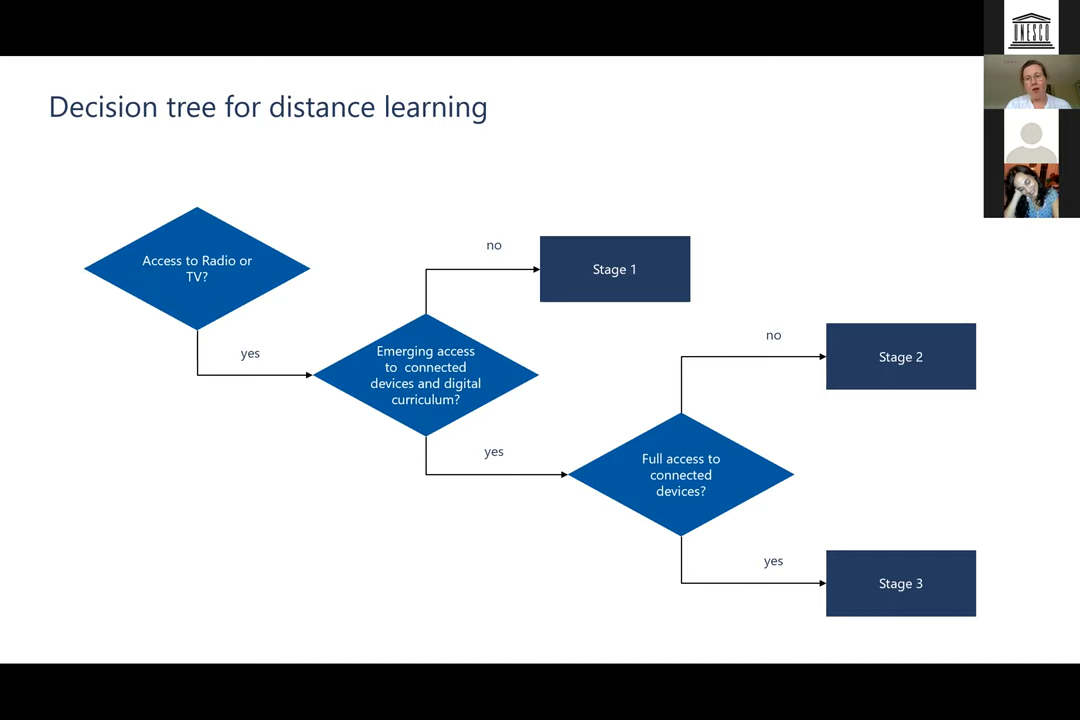 UNESCO
Decision tree for distance learning
Access to Radio or
TV?
yes
no
Stage 1
Emerging access
to connected
devices and digital
curriculum?
yes
no
Stage 2
Full access to
connected
devices?
yes
Stage 3